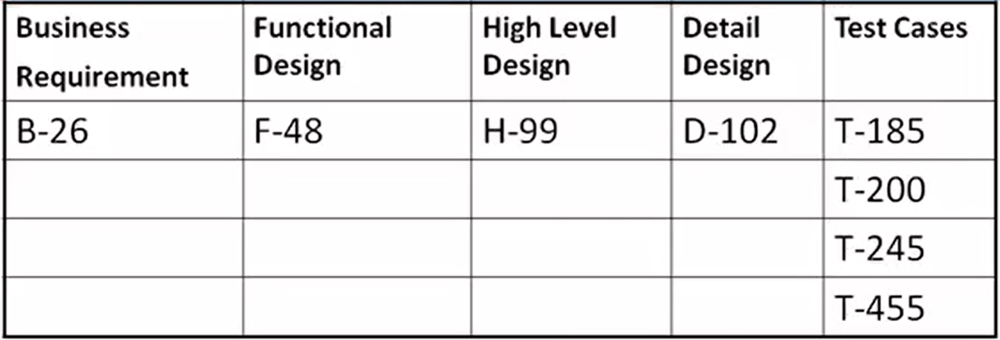 Business
Requirement
Functional
Design
High Level
Design
Detail
Design
Test Cases
B-26
F-48
H-99
D-102
T-185
T-200
T-245
T-455